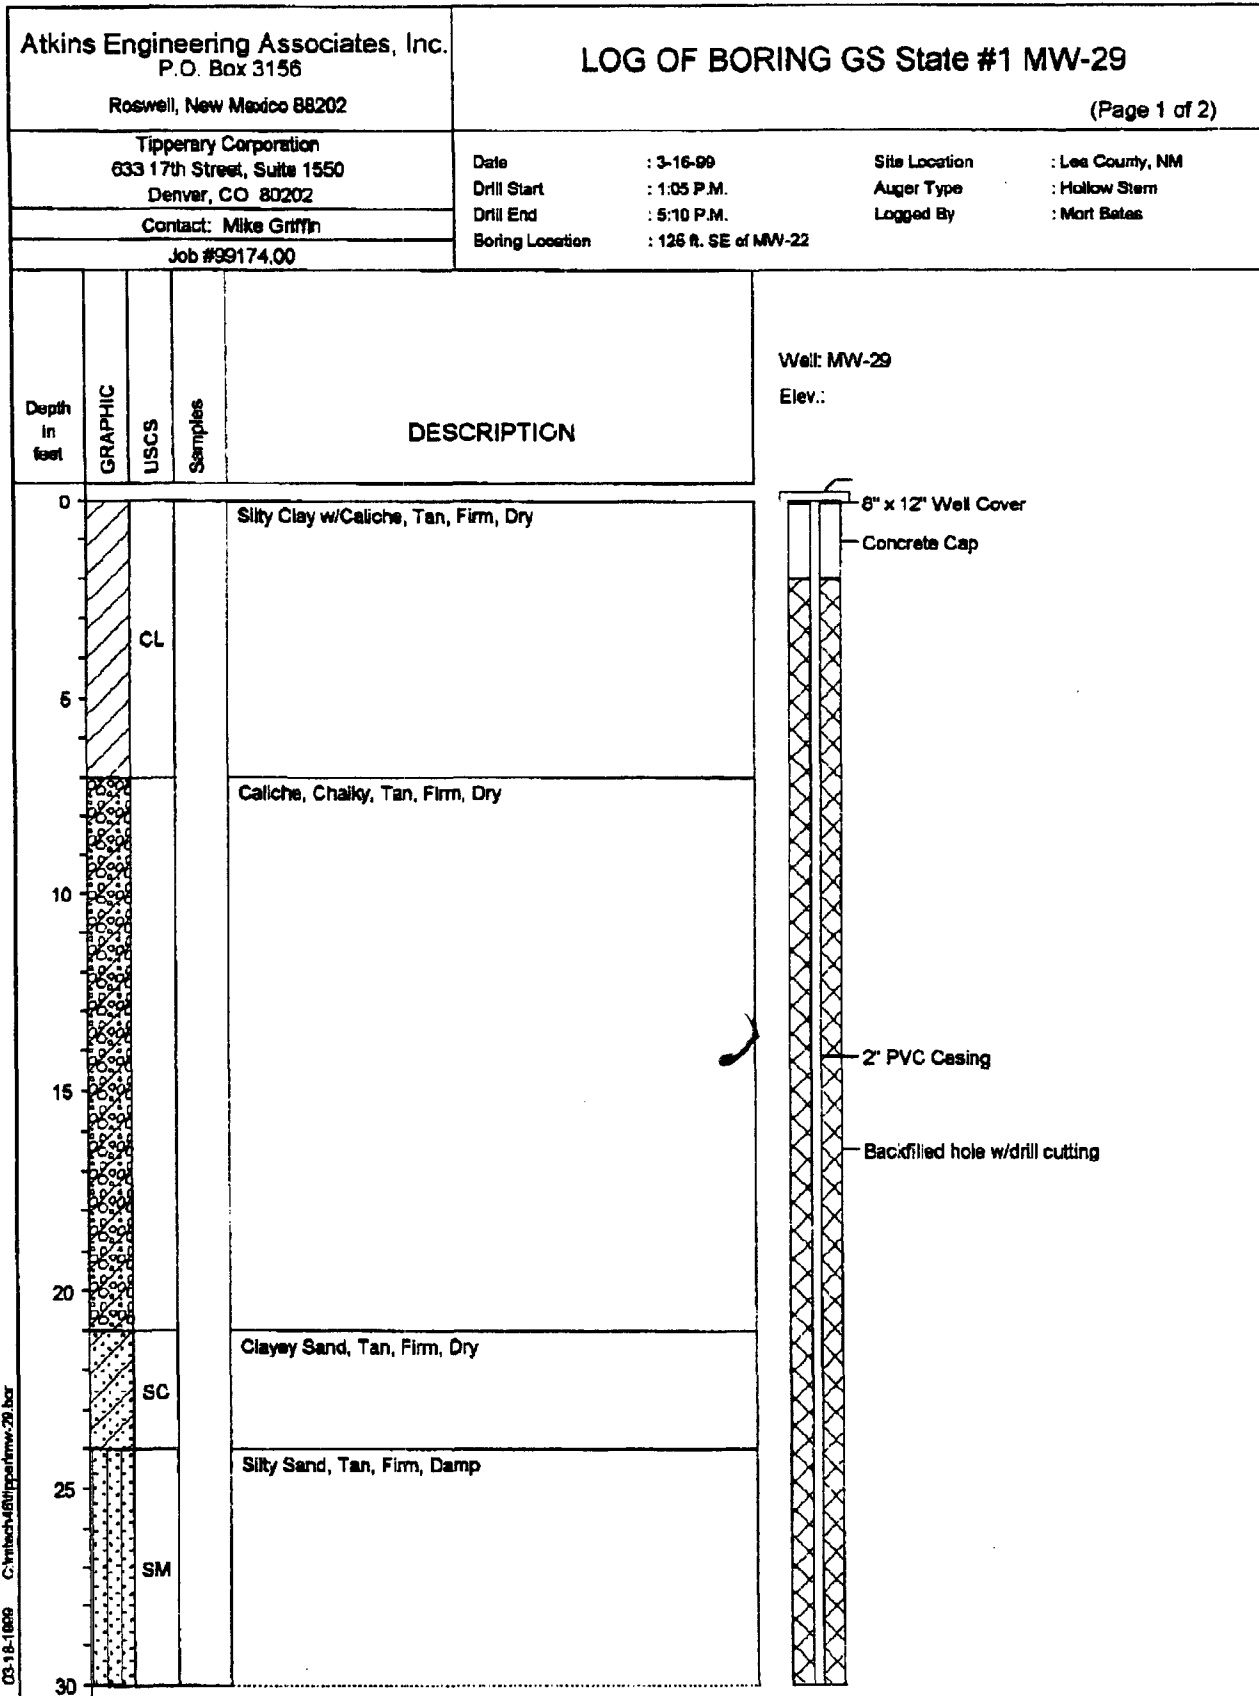 Atkins Engineering Associates, Inc.
P.O. Box 3156
Roswell, New Mexico 88202
LOG OF BORING GS State #1 MW-29
(Page 1 of 2)
Tipperary Corporation
633 17th Street, Suite 1550
Denver, CO 80202
Contact: Mike Griffin
Job #99174.00
Date : 3-16-99 Site Location : Lea County, NM
Drill Start : 1:05 P.M. Auger Type : Hollow Stem
Drill End : 5:10 P.M. Logged By : Mort Bates
Boring Location : 126 ft. SE of MW-22
Depth
in
feet
GRAPHIC
USCS
Samples
DESCRIPTION
Well: MW-29
Elev.:
0
Silty Clay w/Caliche, Tan, Firm, Dry
8" x 12" Well Cover
Concrete Cap
CL
5
Caliche, Chalky, Tan, Firm, Dry
10
2" PVC Casing
15
Backfilled hole w/drill cutting
20
Clayey Sand, Tan, Firm, Dry
SC
Silty Sand, Tan, Firm, Damp
25
SM
30
03-18-1999